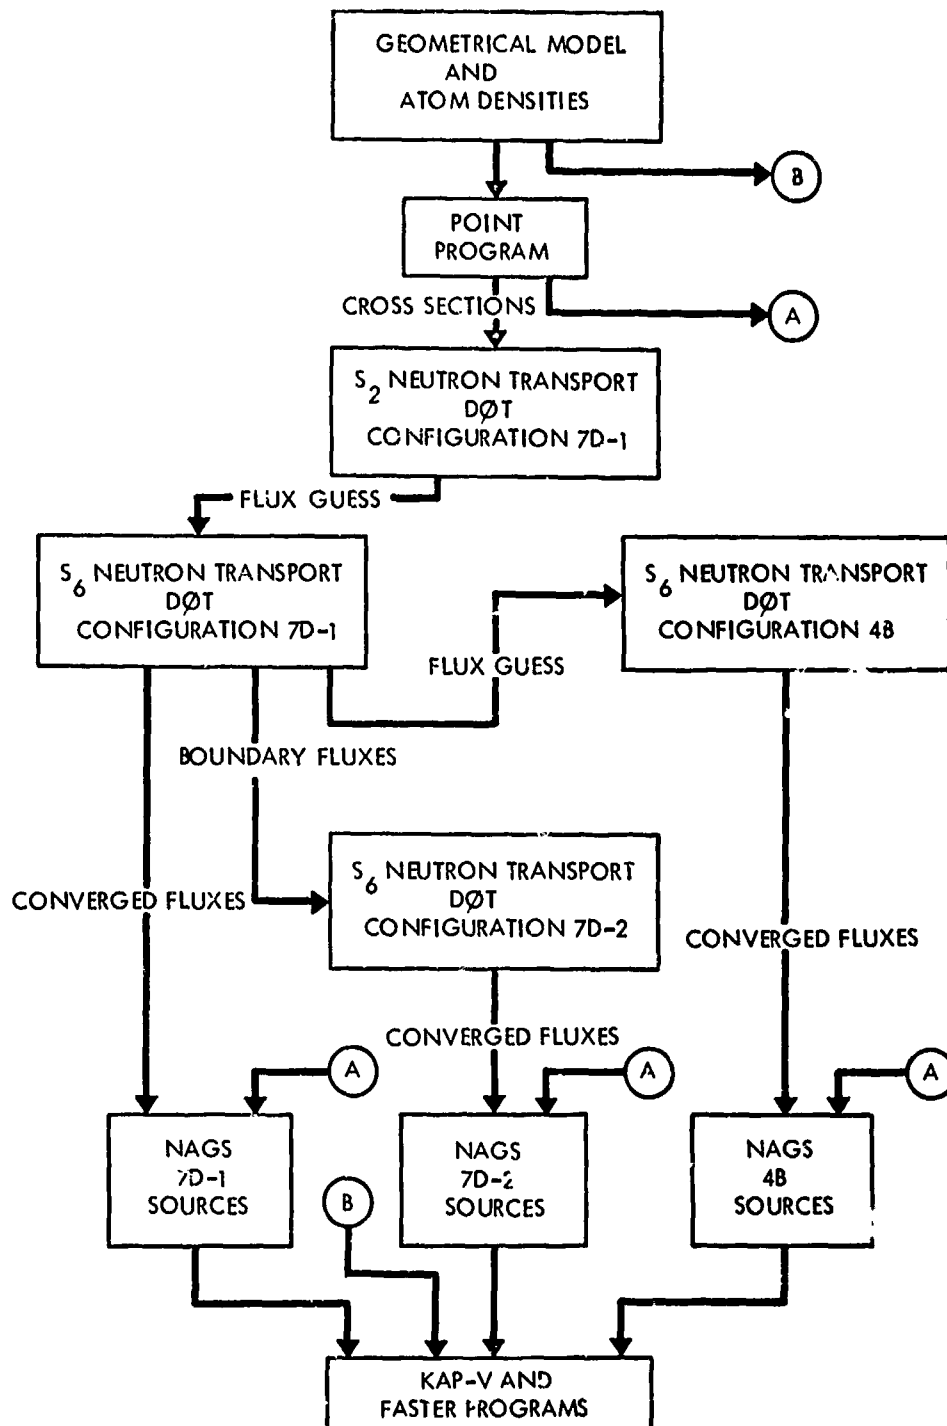 GEOMETRICAL MODEL
AND
ATOM DENSITIES
B
POINT
PROGRAM
CROSS SECTIONS
A
S2 NEUTRON TRANSPORT
DØT
CONFIGURATION 7D-1
FLUX GUESS
S6 NEUTRON TRANSPORT
DØT
CONFIGURATION 7D-1
S6 NEUTRON TRANSPORT
DØT
CONFIGURATION 4B
FLUX GUESS
BOUNDARY FLUXES
S6 NEUTRON TRANSPORT
DØT
CONFIGURATION 7D-2
CONVERGED FLUXES
CONVERGED FLUXES
CONVERGED FLUXES
A
A
A
NAGS
7D-1
SOURCES
NAGS
7D-2
SOURCES
NAGS
4B
SOURCES
B
KAP-V AND
FASTER PROGRAMS